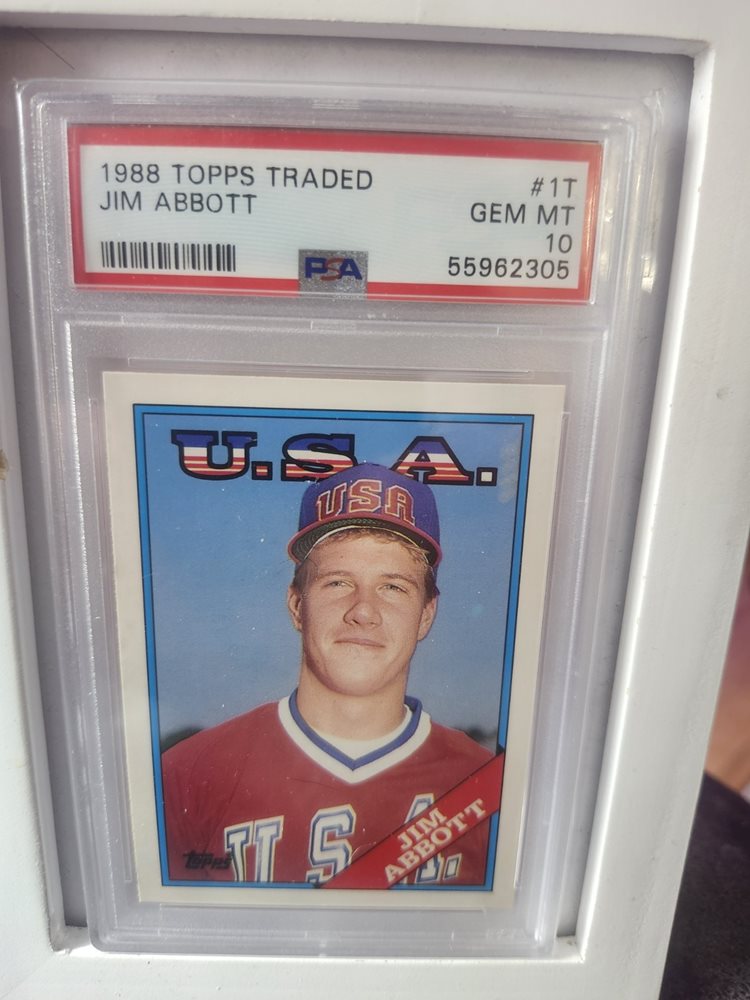 1988 TOPPS TRADED
JIM ABBOTT
#1T
GEM MT
10
55962305
PSA
U.S.A.
USA
U.S.A.
JIM
ABBOTT
topps